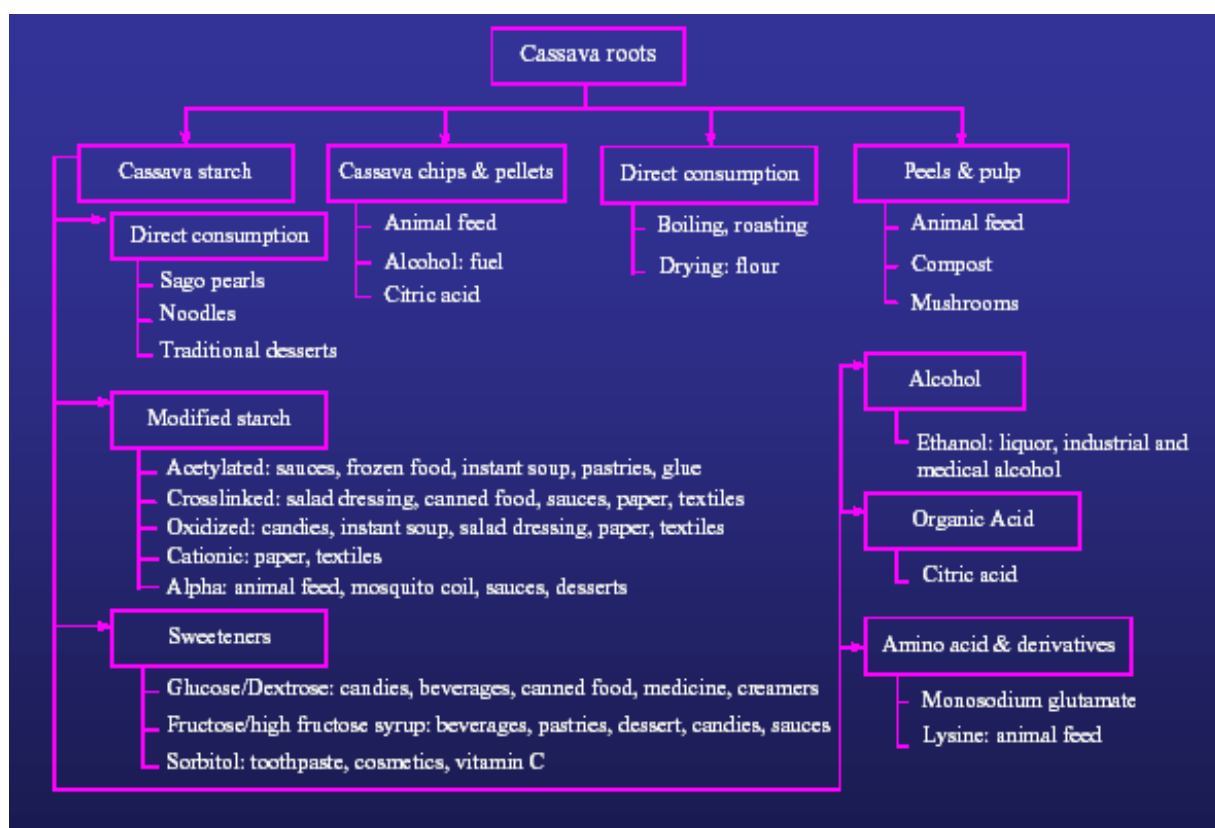 Cassava roots
Cassava starch
Cassava chips & pellets
Direct consumption
Peels & pulp
Direct consumption
Sago pearls
Noodles
Traditional desserts
Animal feed
Alcohol: fuel
Citric acid
Boiling, roasting
Drying: flour
Animal feed
Compost
Mushrooms
Modified starch
Acetylated: sauces, frozen food, instant soup, pastries, glue
Crosslinked: salad dressing, canned food, sauces, paper, textiles
Oxidized: candies, instant soup, salad dressing, paper, textiles
Cationic: paper, textiles
Alpha: animal feed, mosquito coil, sauces, desserts
Sweeteners
Glucose/Dextrose: candies, beverages, canned food, medicine, creamers
Fructose/high fructose syrup: beverages, pastries, dessert, candies, sauces
Sorbitol: toothpaste, cosmetics, vitamin C
Alcohol
Ethanol: liquor, industrial and
medical alcohol
Organic Acid
Citric acid
Amino acid & derivatives
Monosodium glutamate
Lysine: animal feed